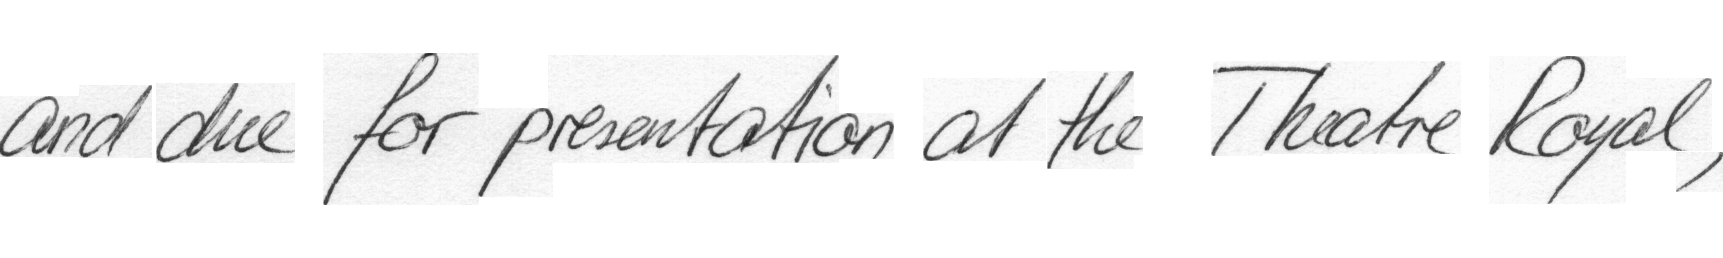 and due for presentation at the Theatre Royal,